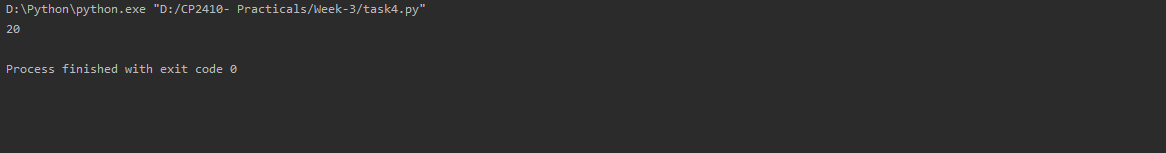 D:\Python\python.exe "D:/CP2410- Practicals/Week-3/task4.py"
20
Process finished with exit code 0